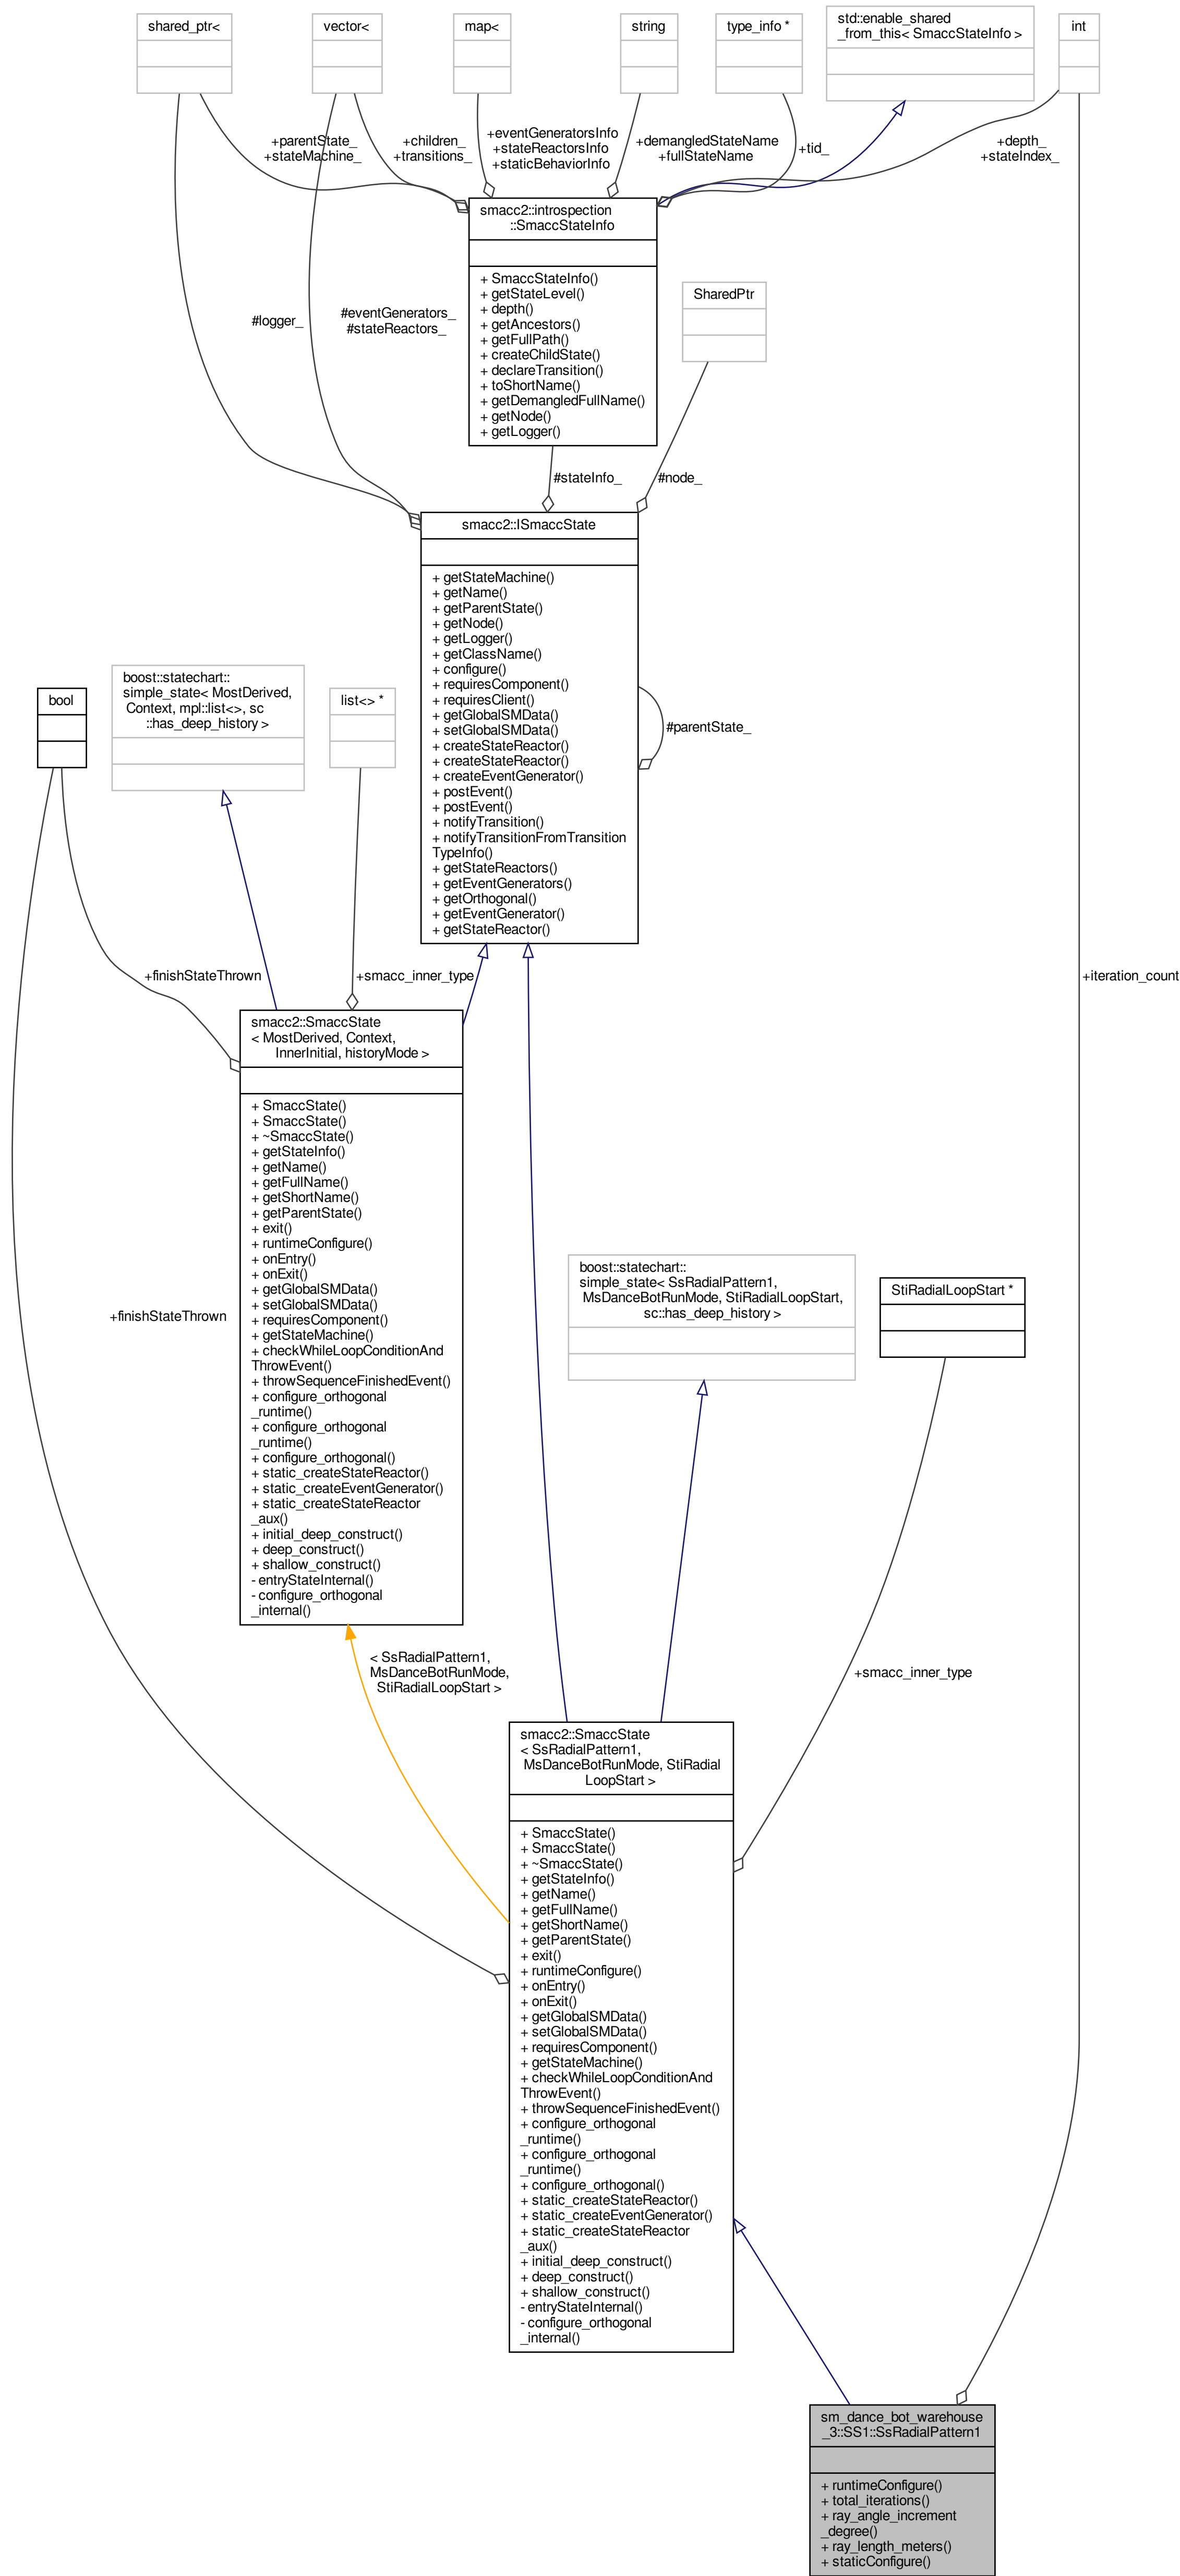 shared_ptr<
vector<
map<
string
type_info *
std::enable_shared
_from_this< SmaccStateInfo >
int
+parentState_
+stateMachine_
+children_
+transitions_
+eventGeneratorsInfo
+stateReactorsInfo
+staticBehaviorInfo
+demangledStateName
+fullStateName
+tid_
+depth_
+stateIndex_
smacc2::introspection
::SmaccStateInfo
+ SmaccStateInfo()
+ getStateLevel()
+ depth()
+ getAncestors()
+ getFullPath()
+ createChildState()
+ declareTransition()
+ toShortName()
+ getDemangledFullName()
+ getNode()
+ getLogger()
SharedPtr
#logger_
#eventGenerators_
#stateReactors_
#stateInfo_
#node_
smacc2::ISmaccState
+ getStateMachine()
+ getName()
+ getParentState()
+ getNode()
+ getLogger()
+ getClassName()
+ configure()
+ requiresComponent()
+ requiresClient()
+ getGlobalSMData()
+ setGlobalSMData()
+ createStateReactor()
+ createStateReactor()
+ createEventGenerator()
+ postEvent()
+ postEvent()
+ notifyTransition()
+ notifyTransitionFromTransition
TypeInfo()
+ getStateReactors()
+ getEventGenerators()
+ getOrthogonal()
+ getEventGenerator()
+ getStateReactor()
#parentState_
bool
boost::statechart::
simple_state< MostDerived,
Context, mpl::list<>, sc
::has_deep_history >
list<> *
+finishStateThrown
+smacc_inner_type
+iteration_count
smacc2::SmaccState
< MostDerived, Context,
InnerInitial, historyMode >
+ SmaccState()
+ SmaccState()
+ ~SmaccState()
+ getStateInfo()
+ getName()
+ getFullName()
+ getShortName()
+ getParentState()
+ exit()
+ runtimeConfigure()
+ onEntry()
+ onExit()
+ getGlobalSMData()
+ setGlobalSMData()
+ requiresComponent()
+ getStateMachine()
+ checkWhileLoopConditionAnd
ThrowEvent()
+ throwSequenceFinishedEvent()
+ configure_orthogonal
_runtime()
+ configure_orthogonal
_runtime()
+ configure_orthogonal()
+ static_createStateReactor()
+ static_createEventGenerator()
+ static_createStateReactor
_aux()
+ initial_deep_construct()
+ deep_construct()
+ shallow_construct()
- entryStateInternal()
- configure_orthogonal
_internal()
+finishStateThrown
boost::statechart::
simple_state< SsRadialPattern1,
MsDanceBotRunMode, StiRadialLoopStart,
sc::has_deep_history >
StiRadialLoopStart *
< SsRadialPattern1,
MsDanceBotRunMode,
StiRadialLoopStart >
+smacc_inner_type
smacc2::SmaccState
< SsRadialPattern1,
MsDanceBotRunMode, StiRadial
LoopStart >
+ SmaccState()
+ SmaccState()
+ ~SmaccState()
+ getStateInfo()
+ getName()
+ getFullName()
+ getShortName()
+ getParentState()
+ exit()
+ runtimeConfigure()
+ onEntry()
+ onExit()
+ getGlobalSMData()
+ setGlobalSMData()
+ requiresComponent()
+ getStateMachine()
+ checkWhileLoopConditionAnd
ThrowEvent()
+ throwSequenceFinishedEvent()
+ configure_orthogonal
_runtime()
+ configure_orthogonal
_runtime()
+ configure_orthogonal()
+ static_createStateReactor()
+ static_createEventGenerator()
+ static_createStateReactor
_aux()
+ initial_deep_construct()
+ deep_construct()
+ shallow_construct()
- entryStateInternal()
- configure_orthogonal
_internal()
sm_dance_bot_warehouse
_3::SS1::SsRadialPattern1
+ runtimeConfigure()
+ total_iterations()
+ ray_angle_increment
_degree()
+ ray_length_meters()
+ staticConfigure()